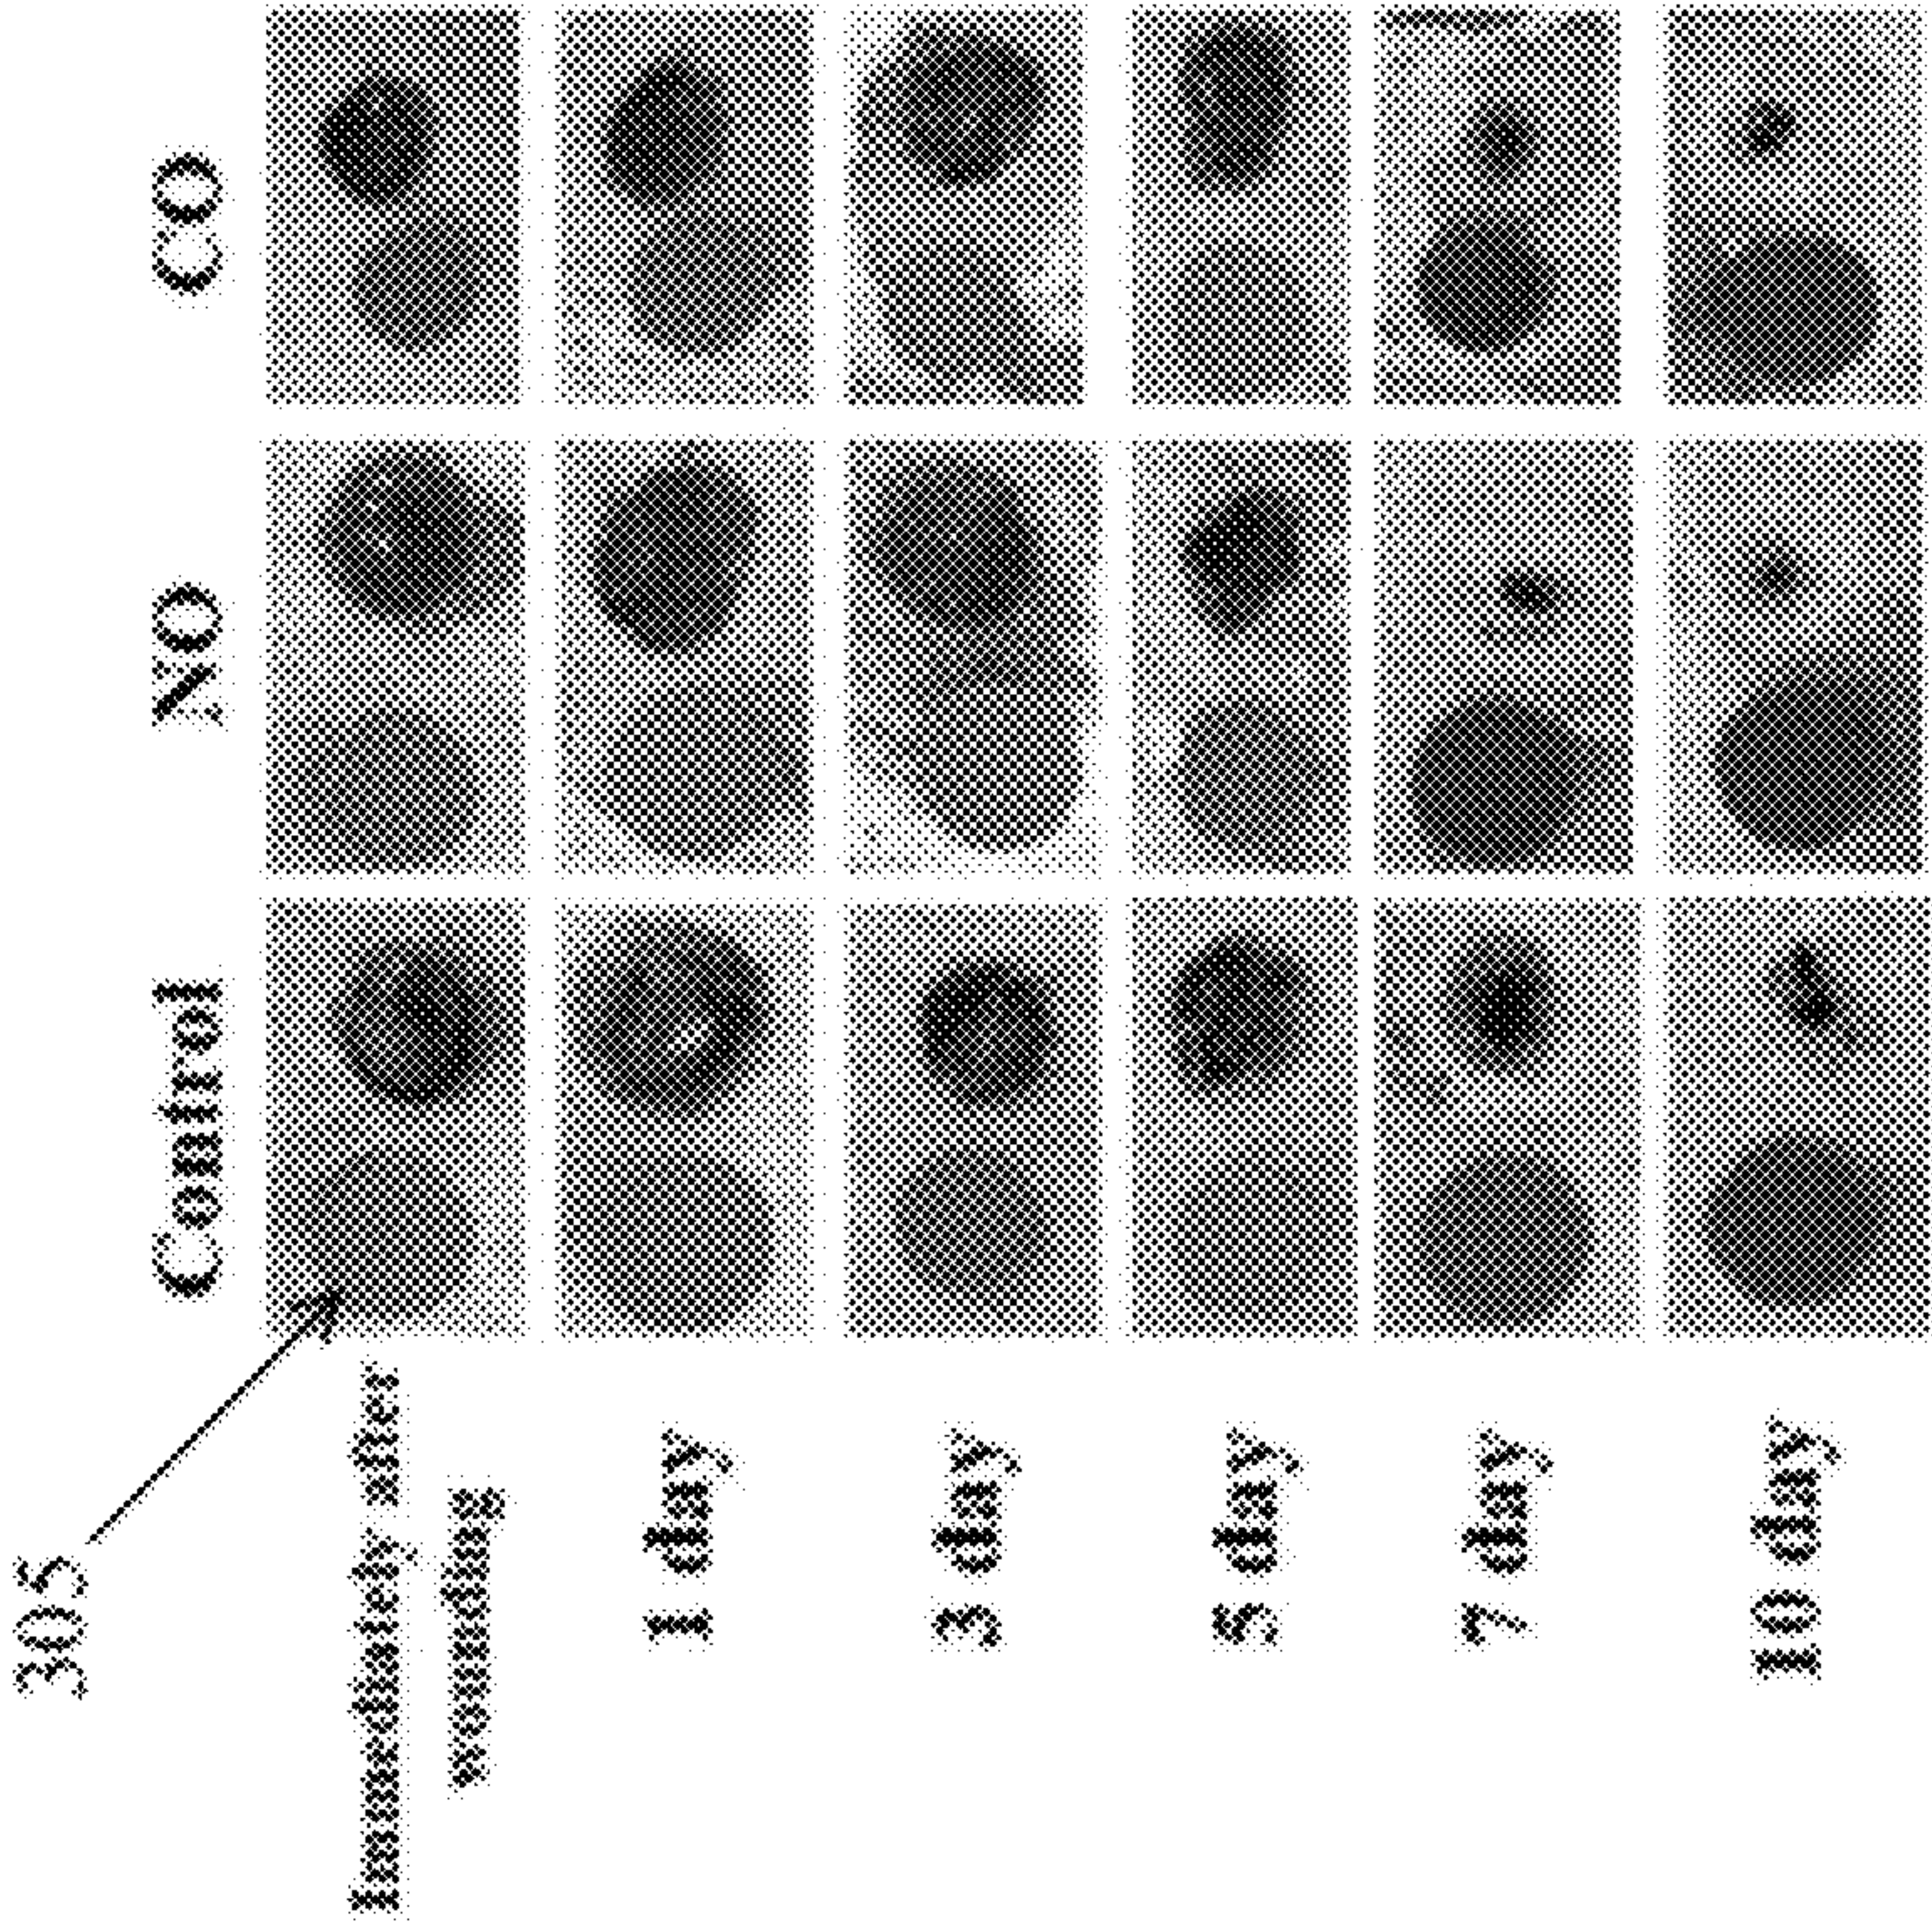 305
Control NO CO
Immediately after
wounding
1 day
3 day
5 day
7 day
10 day